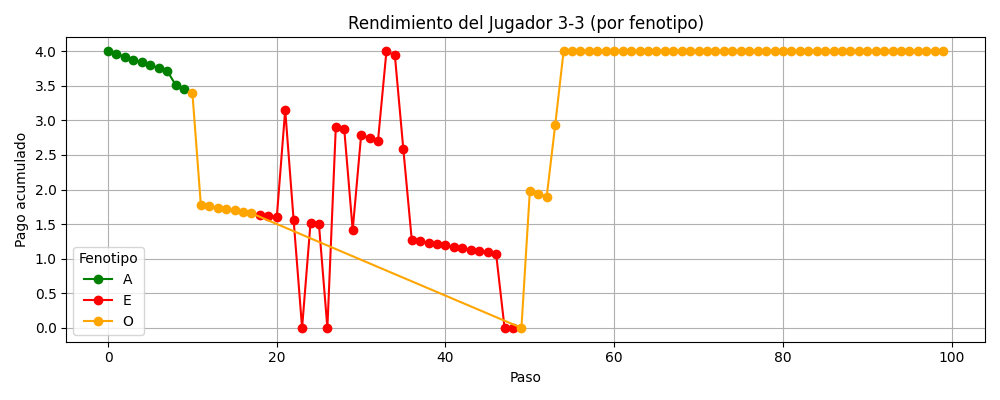 Rendimiento del Jugador 3-3 (por fenotipo)
Pago acumulado
4.0
3.5
3.0
2.5
2.0
1.5
1.0
0.5
0.0
Fenotipo
A
E
O
0 20 40 60 80 100
Paso